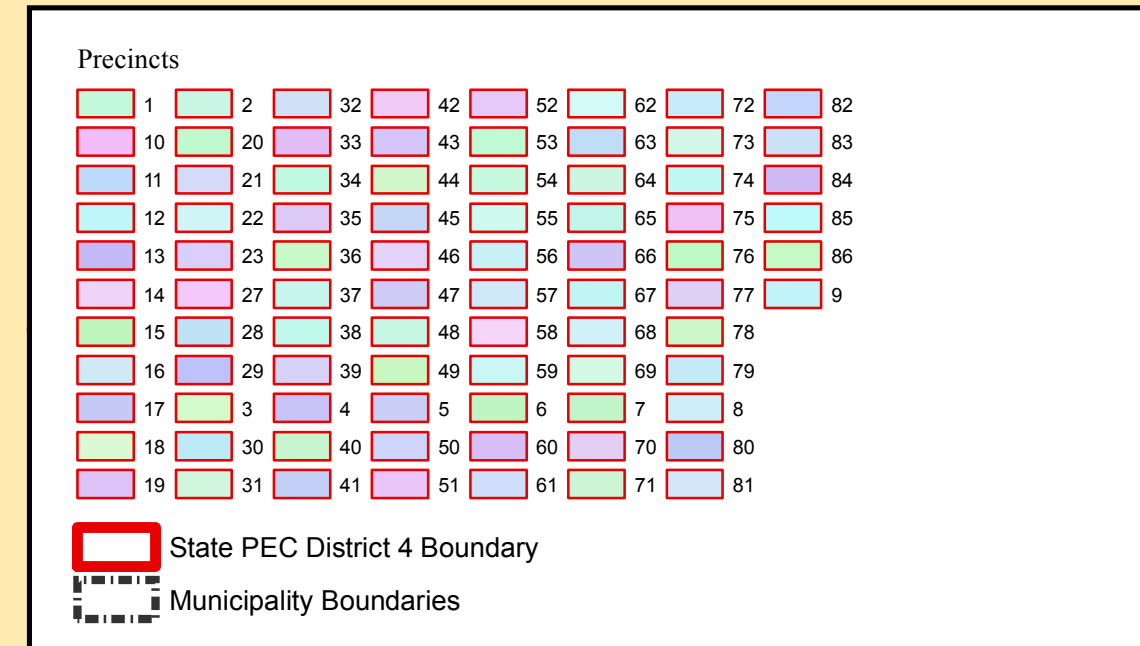 Precincts
1 2 32 42 52 62 72 82
10 20 33 43 53 63 73 83
11 21 34 44 54 64 74 84
12 22 35 45 55 65 75 85
13 23 36 46 56 66 76 86
14 27 37 47 57 67 77 9
15 28 38 48 58 68 78
16 29 39 49 59 69 79
17 3 4 5 6 7 8
18 30 40 50 60 70 80
19 31 41 51 61 71 81
State PEC District 4 Boundary
Municipality Boundaries